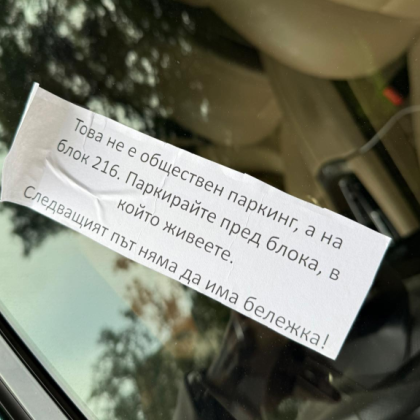 Това не е обществен паркинг, а на
блок 216. Паркирайте пред блока, в
който живеете.
Следващият път няма да има бележка!